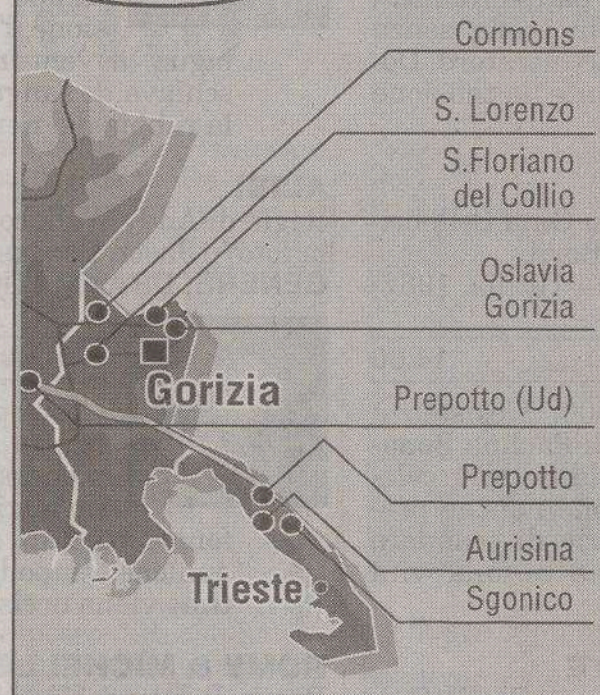 Cormòns
S. Lorenzo
S.Floriano
del Collio
Oslavia
Gorizia
Gorizia
Prepotto (Ud)
Prepotto
Aurisina
Trieste
Sgonico